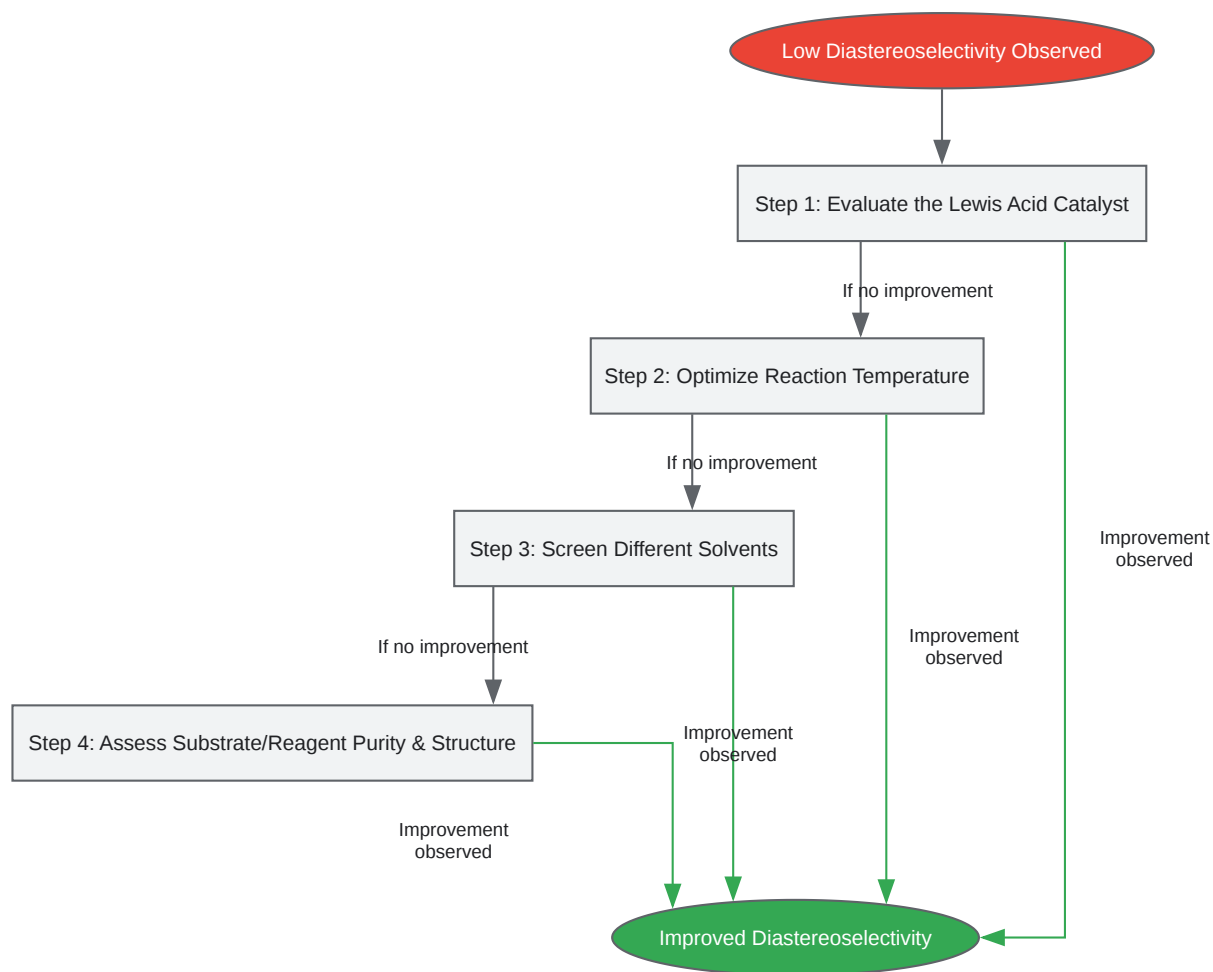 Low Diastereoselectivity Observed
Step 1: Evaluate the Lewis Acid Catalyst
If no improvement
Step 2: Optimize Reaction Temperature
If no improvement
Step 3: Screen Different Solvents
Improvement
observed
Improvement
observed
If no improvement
Step 4: Assess Substrate/Reagent Purity & Structure
Improvement
observed
Improvement
observed
Improved Diastereoselectivity